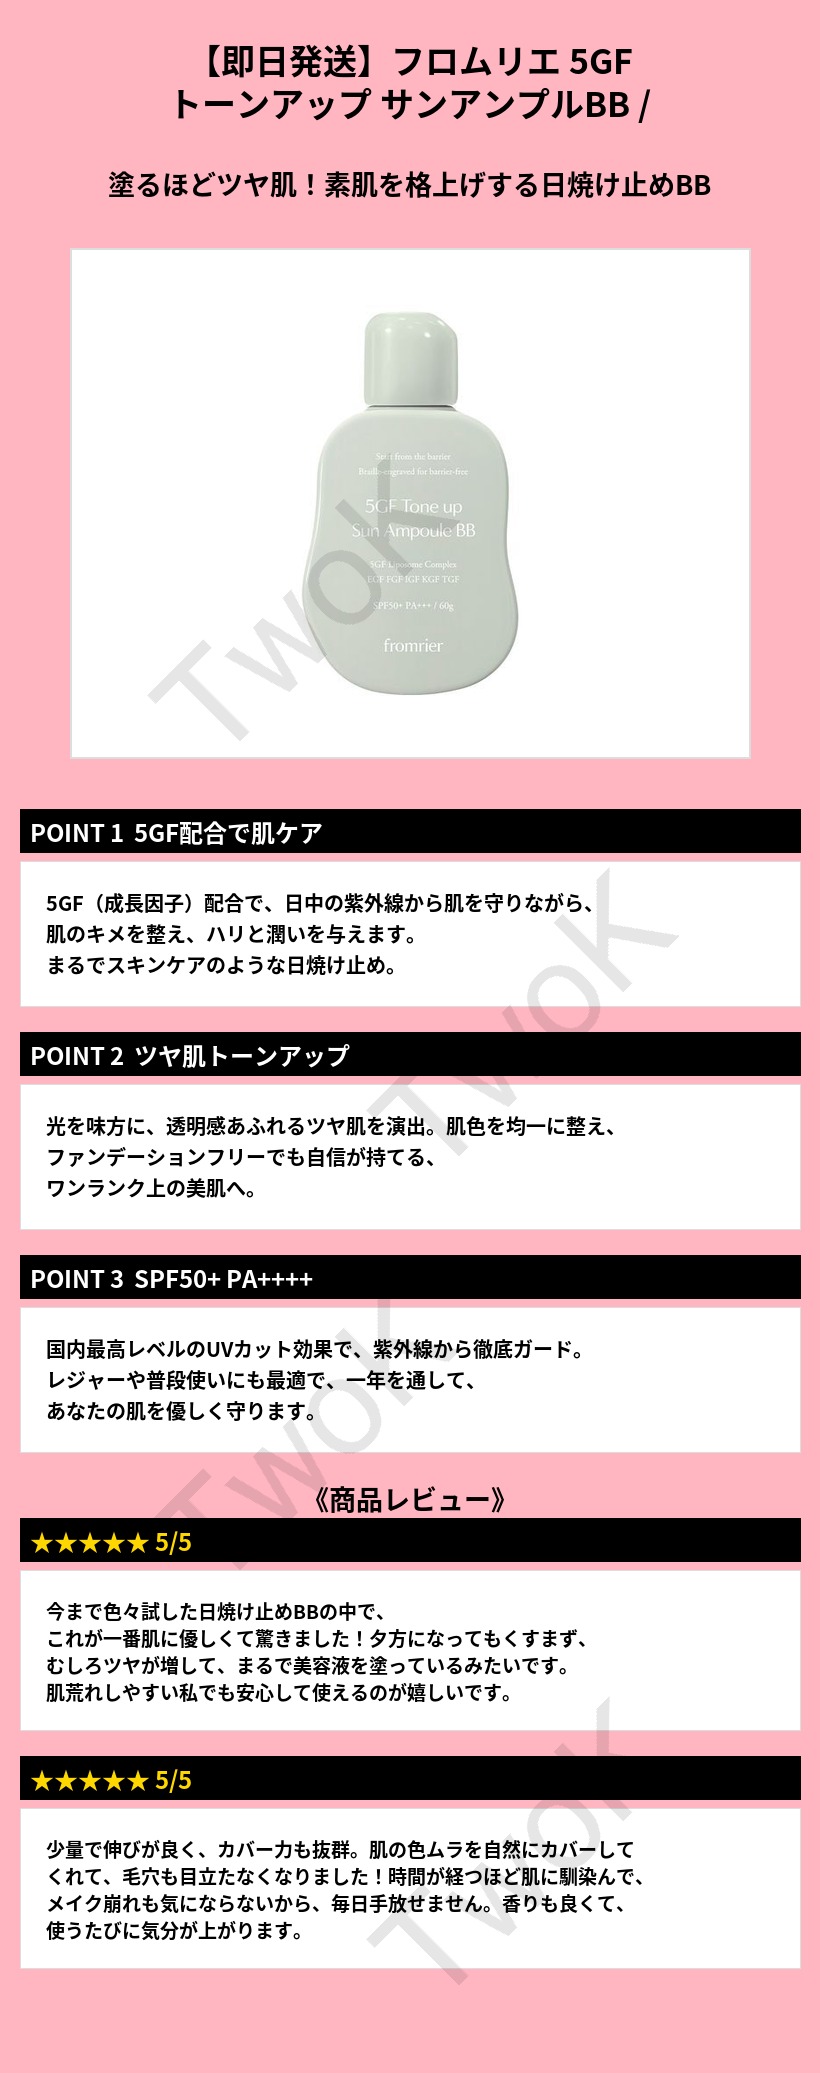 【即日発送】フロムリエ 5GF
トーンアップ サンアンプルBB /
塗るほどツヤ肌！素肌を格上げする日焼け止めBB
Start from the barrier
Braille-engraved for barrier-free
5GF Tone up
Sun Ampoule BB
5GF Liposome Complex
EGF FGF IGF KGF TGF
SPF50+ PA+++ / 60g
fromrier
TwoK
POINT 1 5GF配合で肌ケア
5GF（成長因子）配合で、日中の紫外線から肌を守りながら、
肌のキメを整え、ハリと潤いを与えます。
まるでスキンケアのような日焼け止め。
TwoK
POINT 2 ツヤ肌トーンアップ
光を味方に、透明感あふれるツヤ肌を演出。肌色を均一に整え、
ファンデーションフリーでも自信が持てる、
ワンランク上の美肌へ。
POINT 3 SPF50+ PA++++
国内最高レベルのUVカット効果で、紫外線から徹底ガード。
レジャーや普段使いにも最適で、一年を通して、
あなたの肌を優しく守ります。
TwoK
《商品レビュー》
★★★★★ 5/5
今まで色々試した日焼け止めBBの中で、
これが一番肌に優しくて驚きました！夕方になってもくすまず、
むしろツヤが増して、まるで美容液を塗っているみたいです。
肌荒れしやすい私でも安心して使えるのが嬉しいです。
★★★★★ 5/5
少量で伸びが良く、カバー力も抜群。肌の色ムラを自然にカバーして
くれて、毛穴も目立たなくなりました！時間が経つほど肌に馴染んで、
メイク崩れも気にならないから、毎日手放せません。香りも良くて、
使うたびに気分が上がります。
TwoK